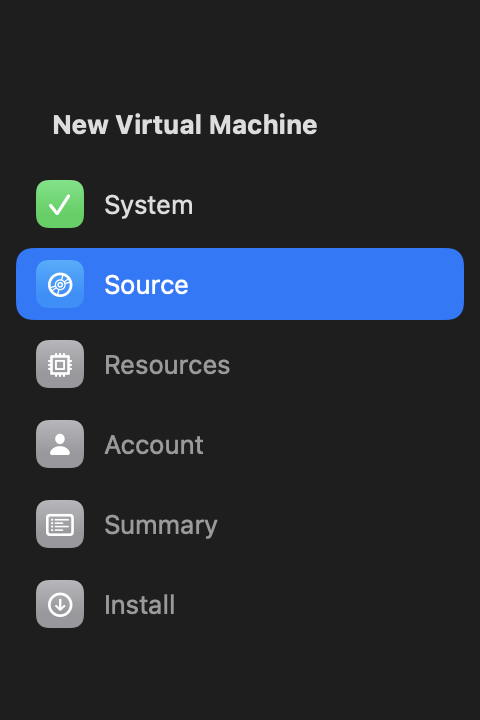 New Virtual Machine
System
Source
Resources
Account
Summary
Install